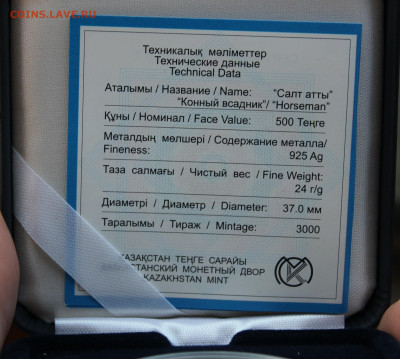 COINS.LAVE.RU
Техникалық мәліметтер
Технические данные
Technical Data
Аталымы / Название / Name: "Салт атты"
"Конный всадник"/ "Horseman"
Құны / Номинал / Face Value: 500 Теңге
Металдың мөлшері / Содержание металла/
Fineness: 925 Ag
Таза салмағы / Чистый вес / Fine Weight:
24 г/g
Диаметрі / Диаметр / Diameter: 37.0 мм
Таралымы / Тираж / Mintage: 3000
ҚАЗАҚСТАН ТЕҢГЕ САРАЙЫ
КАЗАХСТАНСКИЙ МОНЕТНЫЙ ДВОР
KAZAKHSTAN MINT